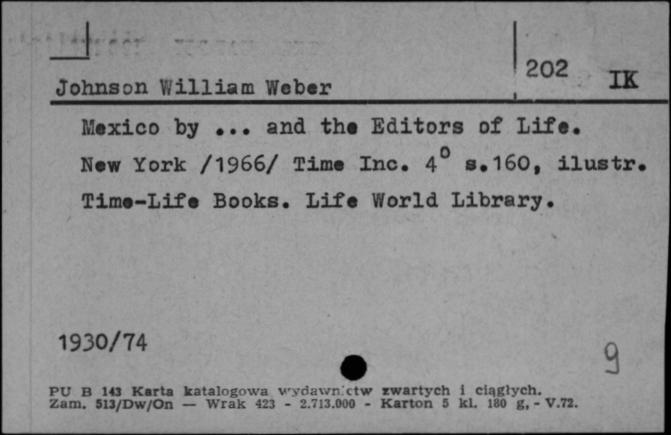 202 IK
Johnson William Weber
Mexico by ... and the Editors of Life.
New York /1966/ Time Inc. 4° s.160, ilustr.
Time-Life Books. Life World Library.
1930/74
9
PU B 143 Karta katalogowa wydawnictw zwartych i ciągłych.
Zam. 513/Dw/On — Wrak 423 - 2.713.000 - Karton 5 kl. 180 g, - V.72.